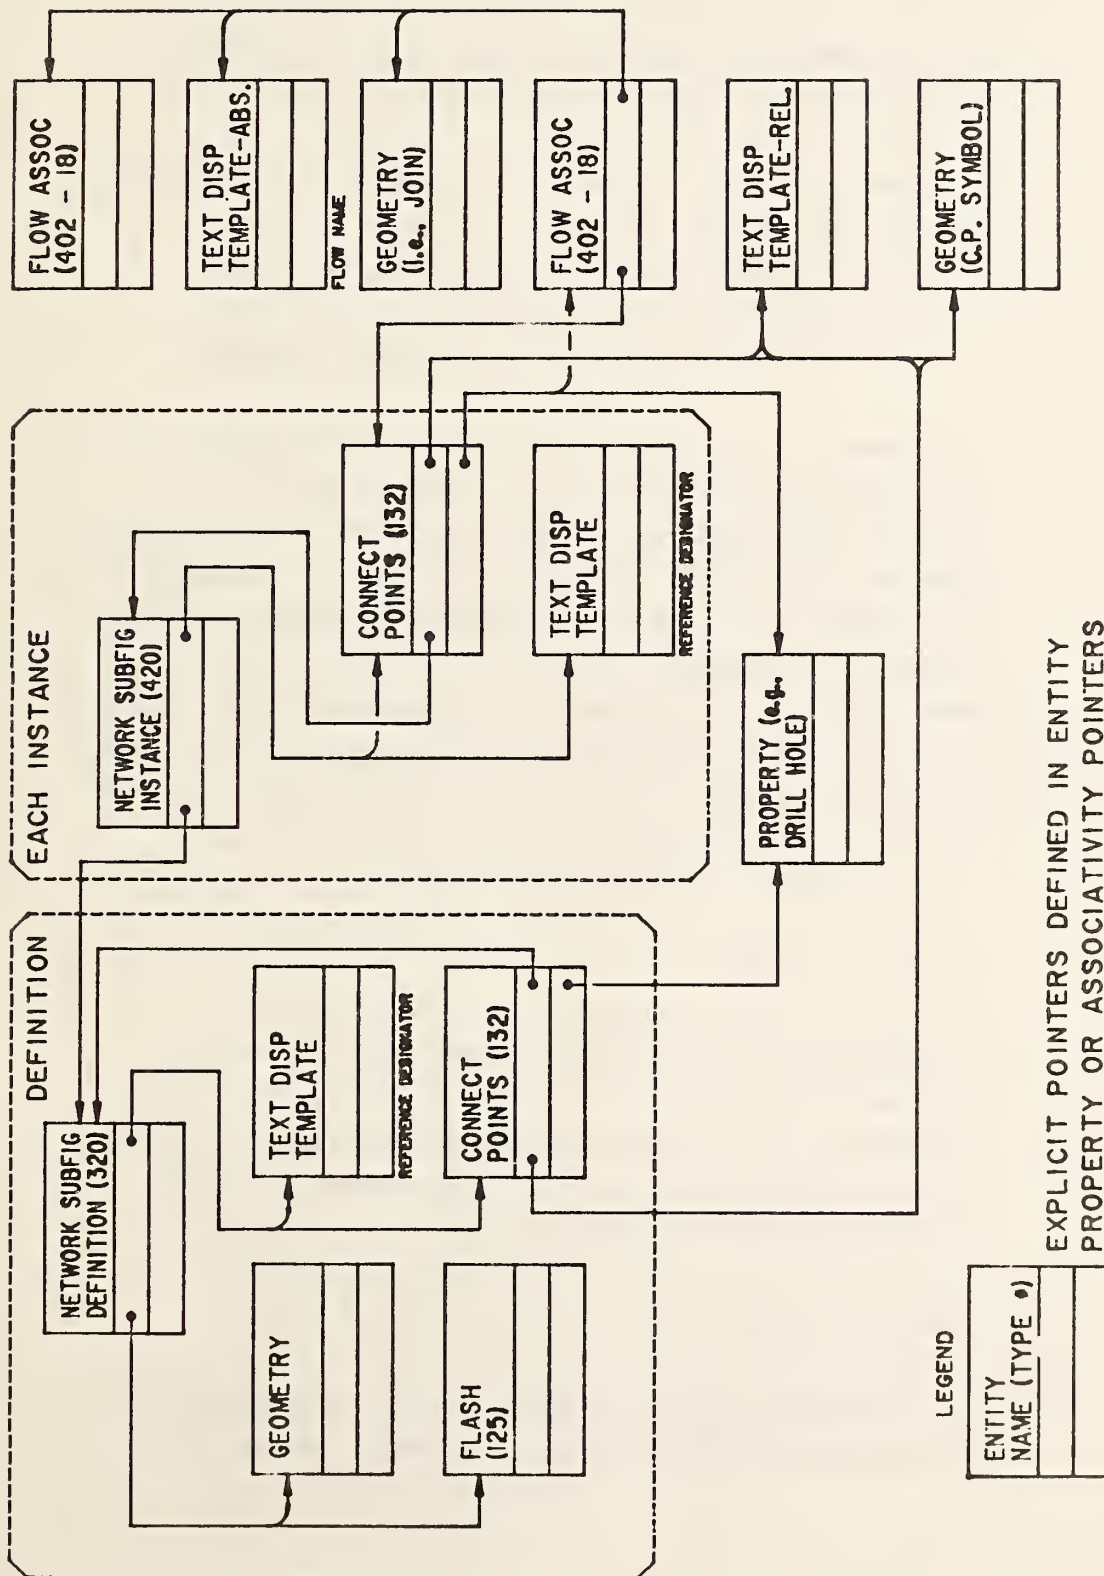 DEFINITION
NETWORK SUBFIG
DEFINITION (320)
GEOMETRY
TEXT DISP
TEMPLATE
REFERENCE DESIGNATOR
FLASH
(125)
CONNECT
POINTS (132)
EACH INSTANCE
NETWORK SUBFIG
INSTANCE (420)
CONNECT
POINTS (132)
TEXT DISP
TEMPLATE
REFERENCE DESIGNATOR
PROPERTY (e.g.,
DRILL HOLE)
FLOW ASSOC
(402 - 18)
TEXT DISP
TEMPLATE-ABS.
FLOW NAME
GEOMETRY
(i.e., JOIN)
FLOW ASSOC
(402 - 18)
TEXT DISP
TEMPLATE-REL.
GEOMETRY
(C.P. SYMBOL)
LEGEND
ENTITY
NAME (TYPE #)
EXPLICIT POINTERS DEFINED IN ENTITY
PROPERTY OR ASSOCIATIVITY POINTERS